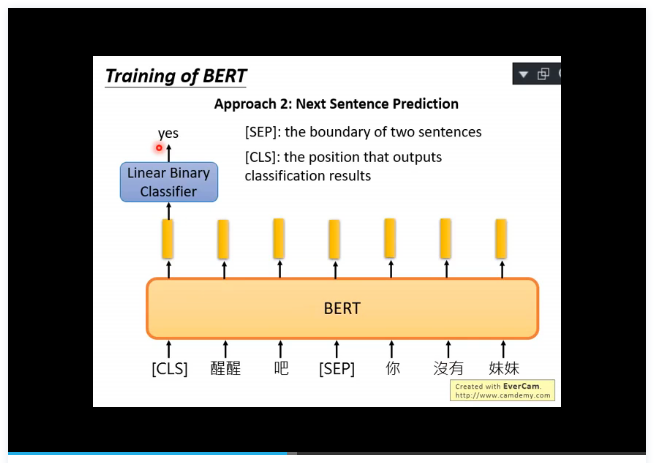 Training of BERT
Approach 2: Next Sentence Prediction
yes
[SEP]: the boundary of two sentences
[CLS]: the position that outputs
classification results
Linear Binary
Classifier
BERT
[CLS] 醒醒 吧 [SEP] 你 沒有 妹妹
Created with EverCam.
http://www.camdemy.com